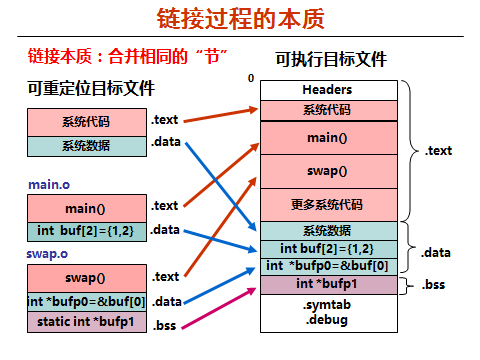 链接过程的本质
链接本质：合并相同的“节”
可重定位目标文件
系统代码
.text
系统数据
.data
main.o
main()
.text
int buf[2]={1,2}
.data
swap.o
swap()
.text
int *bufp0=&buf[0]
.data
static int *bufp1
.bss
可执行目标文件
0
Headers
系统代码
main()
swap()
更多系统代码
.text
系统数据
int buf[2]={1,2}
int *bufp0=&buf[0]
.data
int *bufp1
.bss
.symtab
.debug